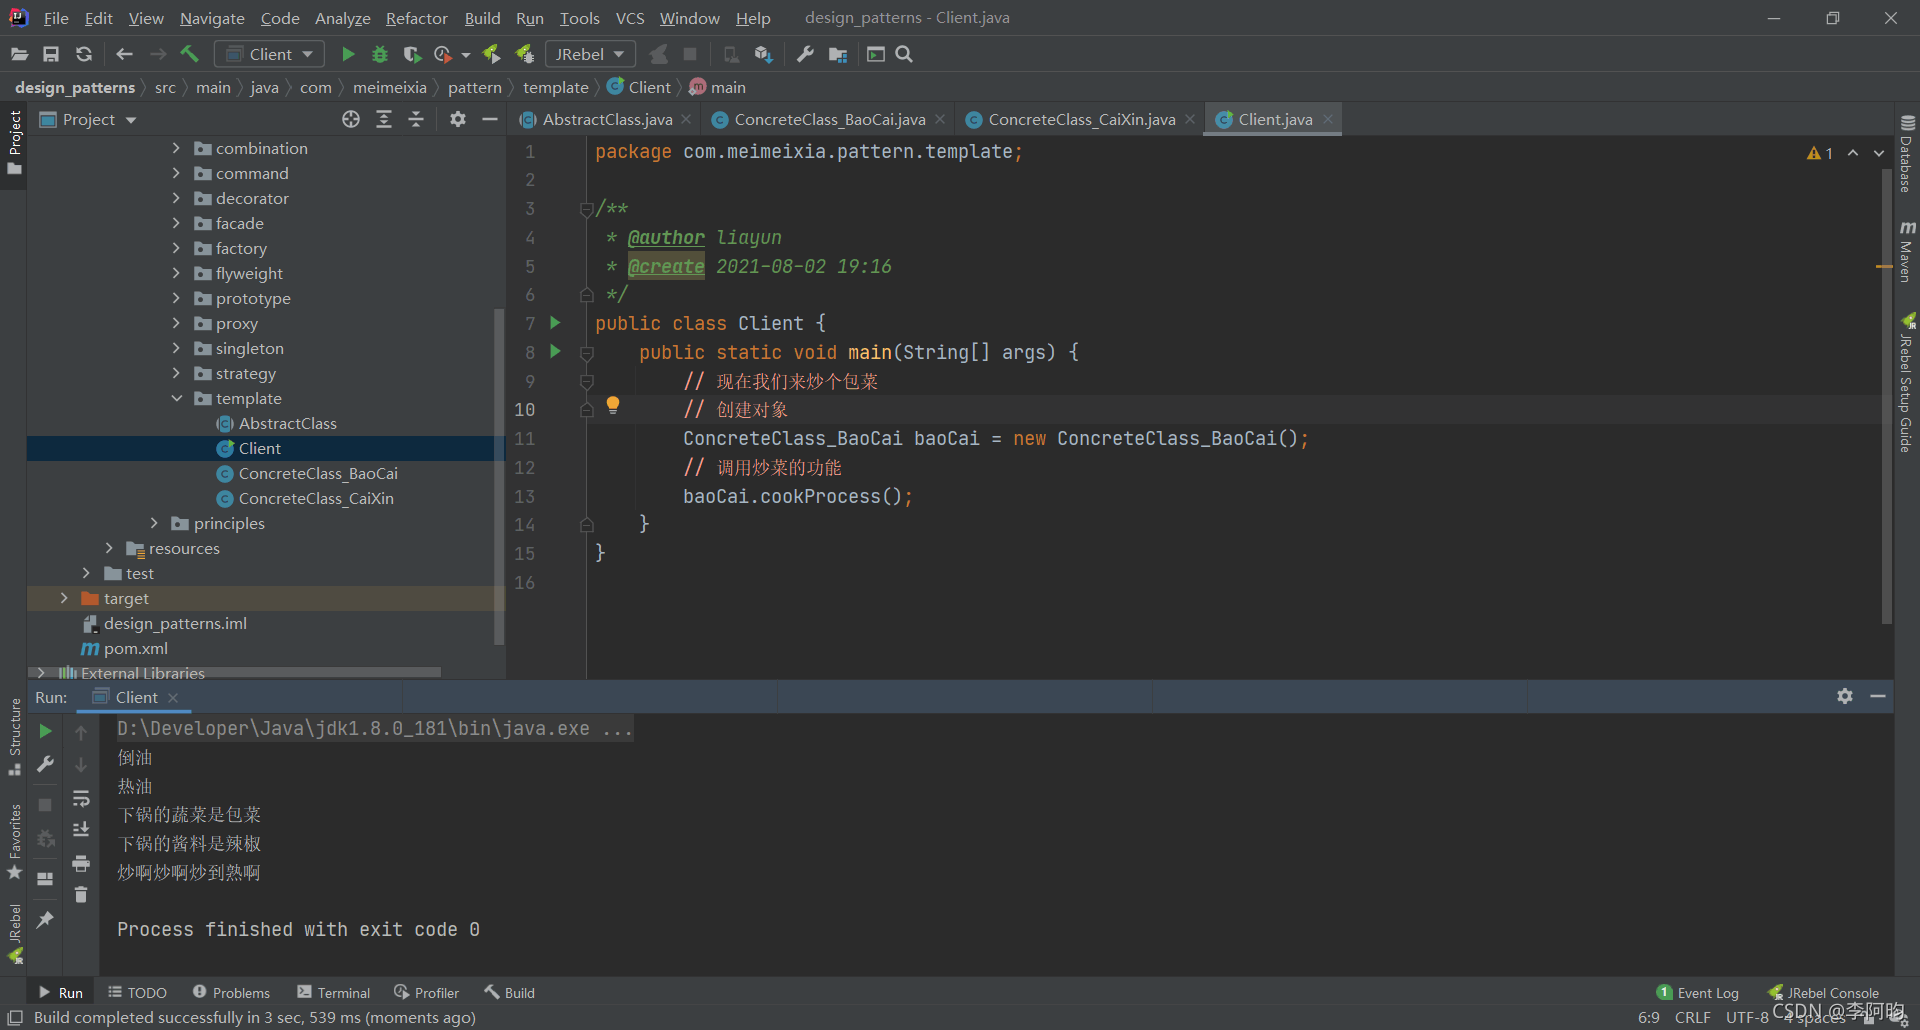 File Edit View Navigate Code Analyze Refactor Build Run Tools VCS Window Help design_patterns - Client.java
Client JRebel
design_patterns src main java com meimeixia pattern template Client main
Project
Project
AbstractClass.java ConcreteClass_BaoCai.java ConcreteClass_CaiXin.java Client.java
combination
command
decorator
facade
factory
flyweight
prototype
proxy
singleton
strategy
template
AbstractClass
Client
ConcreteClass_BaoCai
ConcreteClass_CaiXin
principles
resources
test
target
design_patterns.iml
pom.xml
External Libraries
1 package com.meimeixia.pattern.template;
2
3 /**
4 * @author liayun
5 * @create 2021-08-02 19:16
6 */
7 public class Client {
8 public static void main(String[] args) {
9 // 现在我们来炒个包菜
10 // 创建对象
11 ConcreteClass_BaoCai baoCai = new ConcreteClass_BaoCai();
12 // 调用炒菜的功能
13 baoCai.cookProcess();
14 }
15 }
16
1
Database
Maven
JRebel Setup Guide
Structure
Favorites
JRebel
Run: Client
D:\Developer\Java\jdk1.8.0_181\bin\java.exe ...
倒油
热油
下锅的蔬菜是包菜
下锅的酱料是辣椒
炒啊炒啊炒到熟啊
Process finished with exit code 0
Run TODO Problems Terminal Profiler Build 1 Event Log JRebel Console
Build completed successfully in 3 sec, 539 ms (moments ago) 6:9 CRLF UTF-8 4 spaces
CSDN @李阿昀